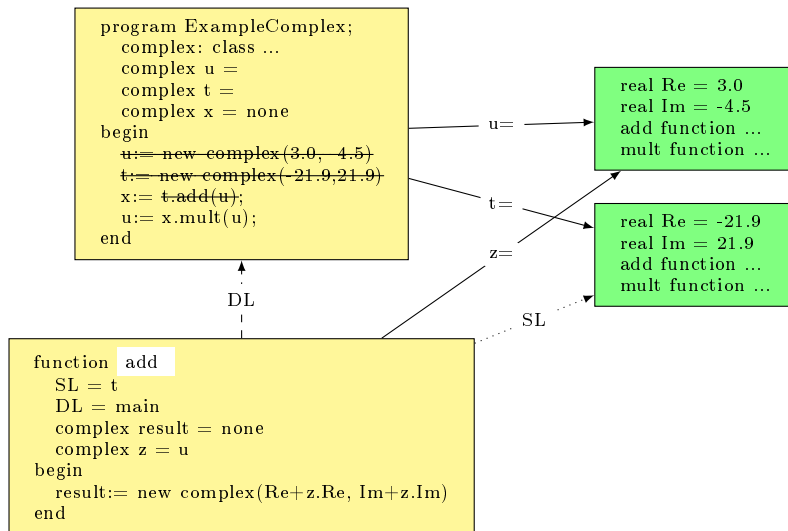 program ExampleComplex;
complex: class ...
complex u =
complex t =
complex x = none
begin
u:= new complex(3.0, -4.5)
t:= new complex(-21.9,21.9)
x:= t.add(u);
u:= x.mult(u);
end
real Re = 3.0
real Im = -4.5
add function ...
mult function ...
u=
t=
z=
real Re = -21.9
real Im = 21.9
add function ...
mult function ...
DL
SL
function add
SL = t
DL = main
complex result = none
complex z = u
begin
result:= new complex(Re+z.Re, Im+z.Im)
end